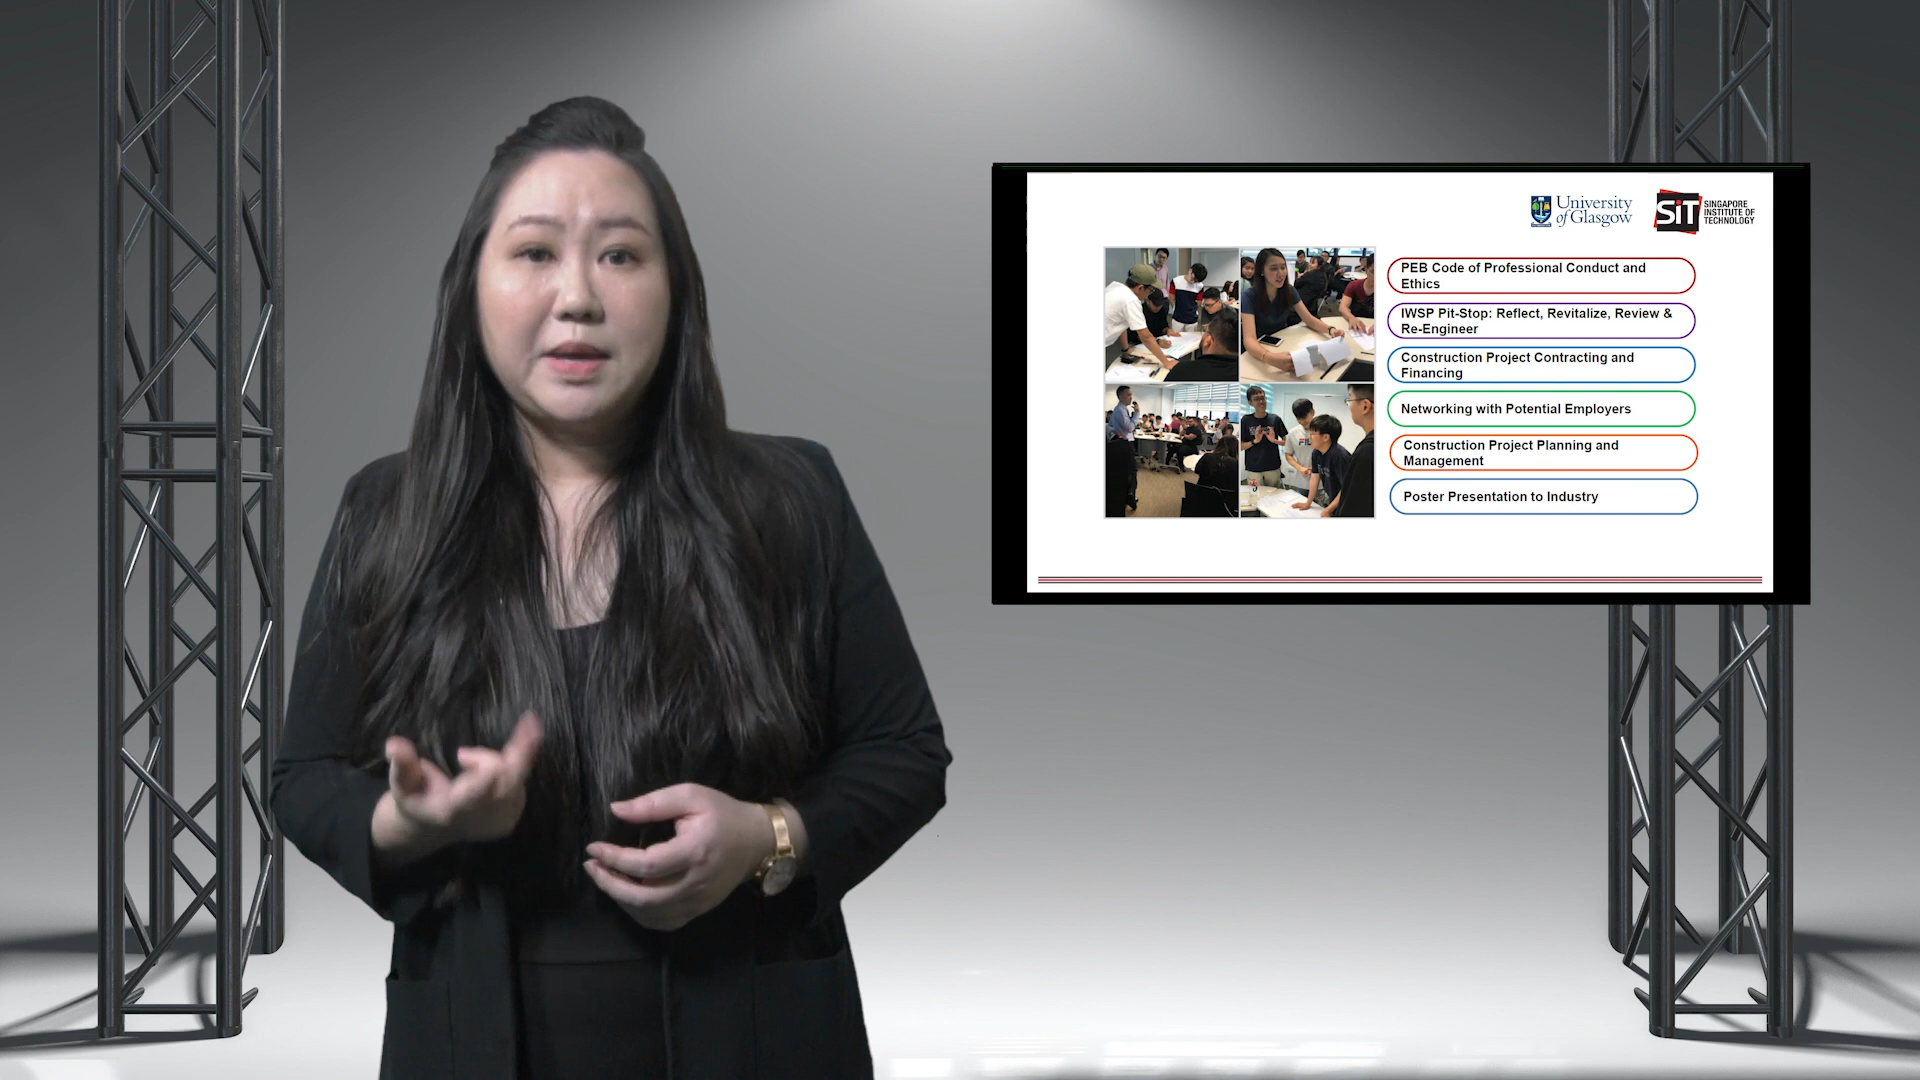 University
of Glasgow
SiT
SINGAPORE
INSTITUTE OF
TECHNOLOGY
PEB Code of Professional Conduct and
Ethics
IWSP Pit-Stop: Reflect, Revitalize, Review &
Re-Engineer
Construction Project Contracting and
Financing
Networking with Potential Employers
Construction Project Planning and
Management
Poster Presentation to Industry